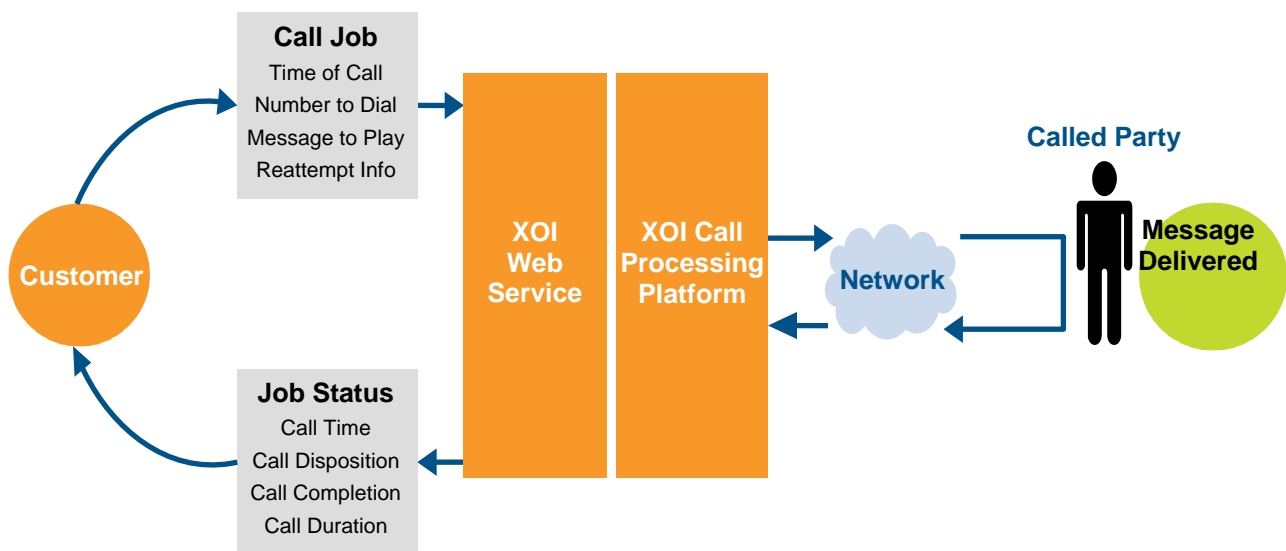 Call Job
Time of Call
Number to Dial
Message to Play
Reattempt Info
Customer
XOI
Web
Service
XOI Call
Processing
Platform
Network
Called Party
Message
Delivered
Job Status
Call Time
Call Disposition
Call Completion
Call Duration